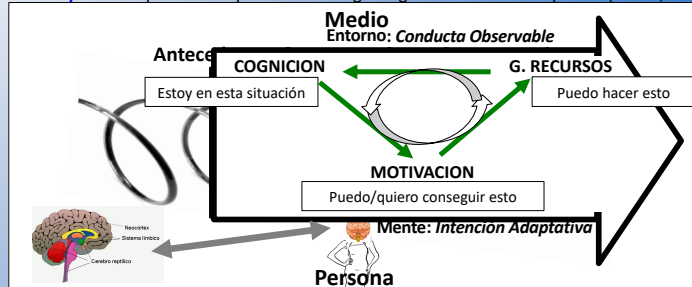 Medio
Entorno: Conducta Observable
COGNICION
G. RECURSOS
Estoy en esta situación
Puedo hacer esto
MOTIVACION
Puedo/quiero conseguir esto
Mente: Intención Adaptativa
Neocórtex
Sistema límbico
Cerebro reptílico
Persona